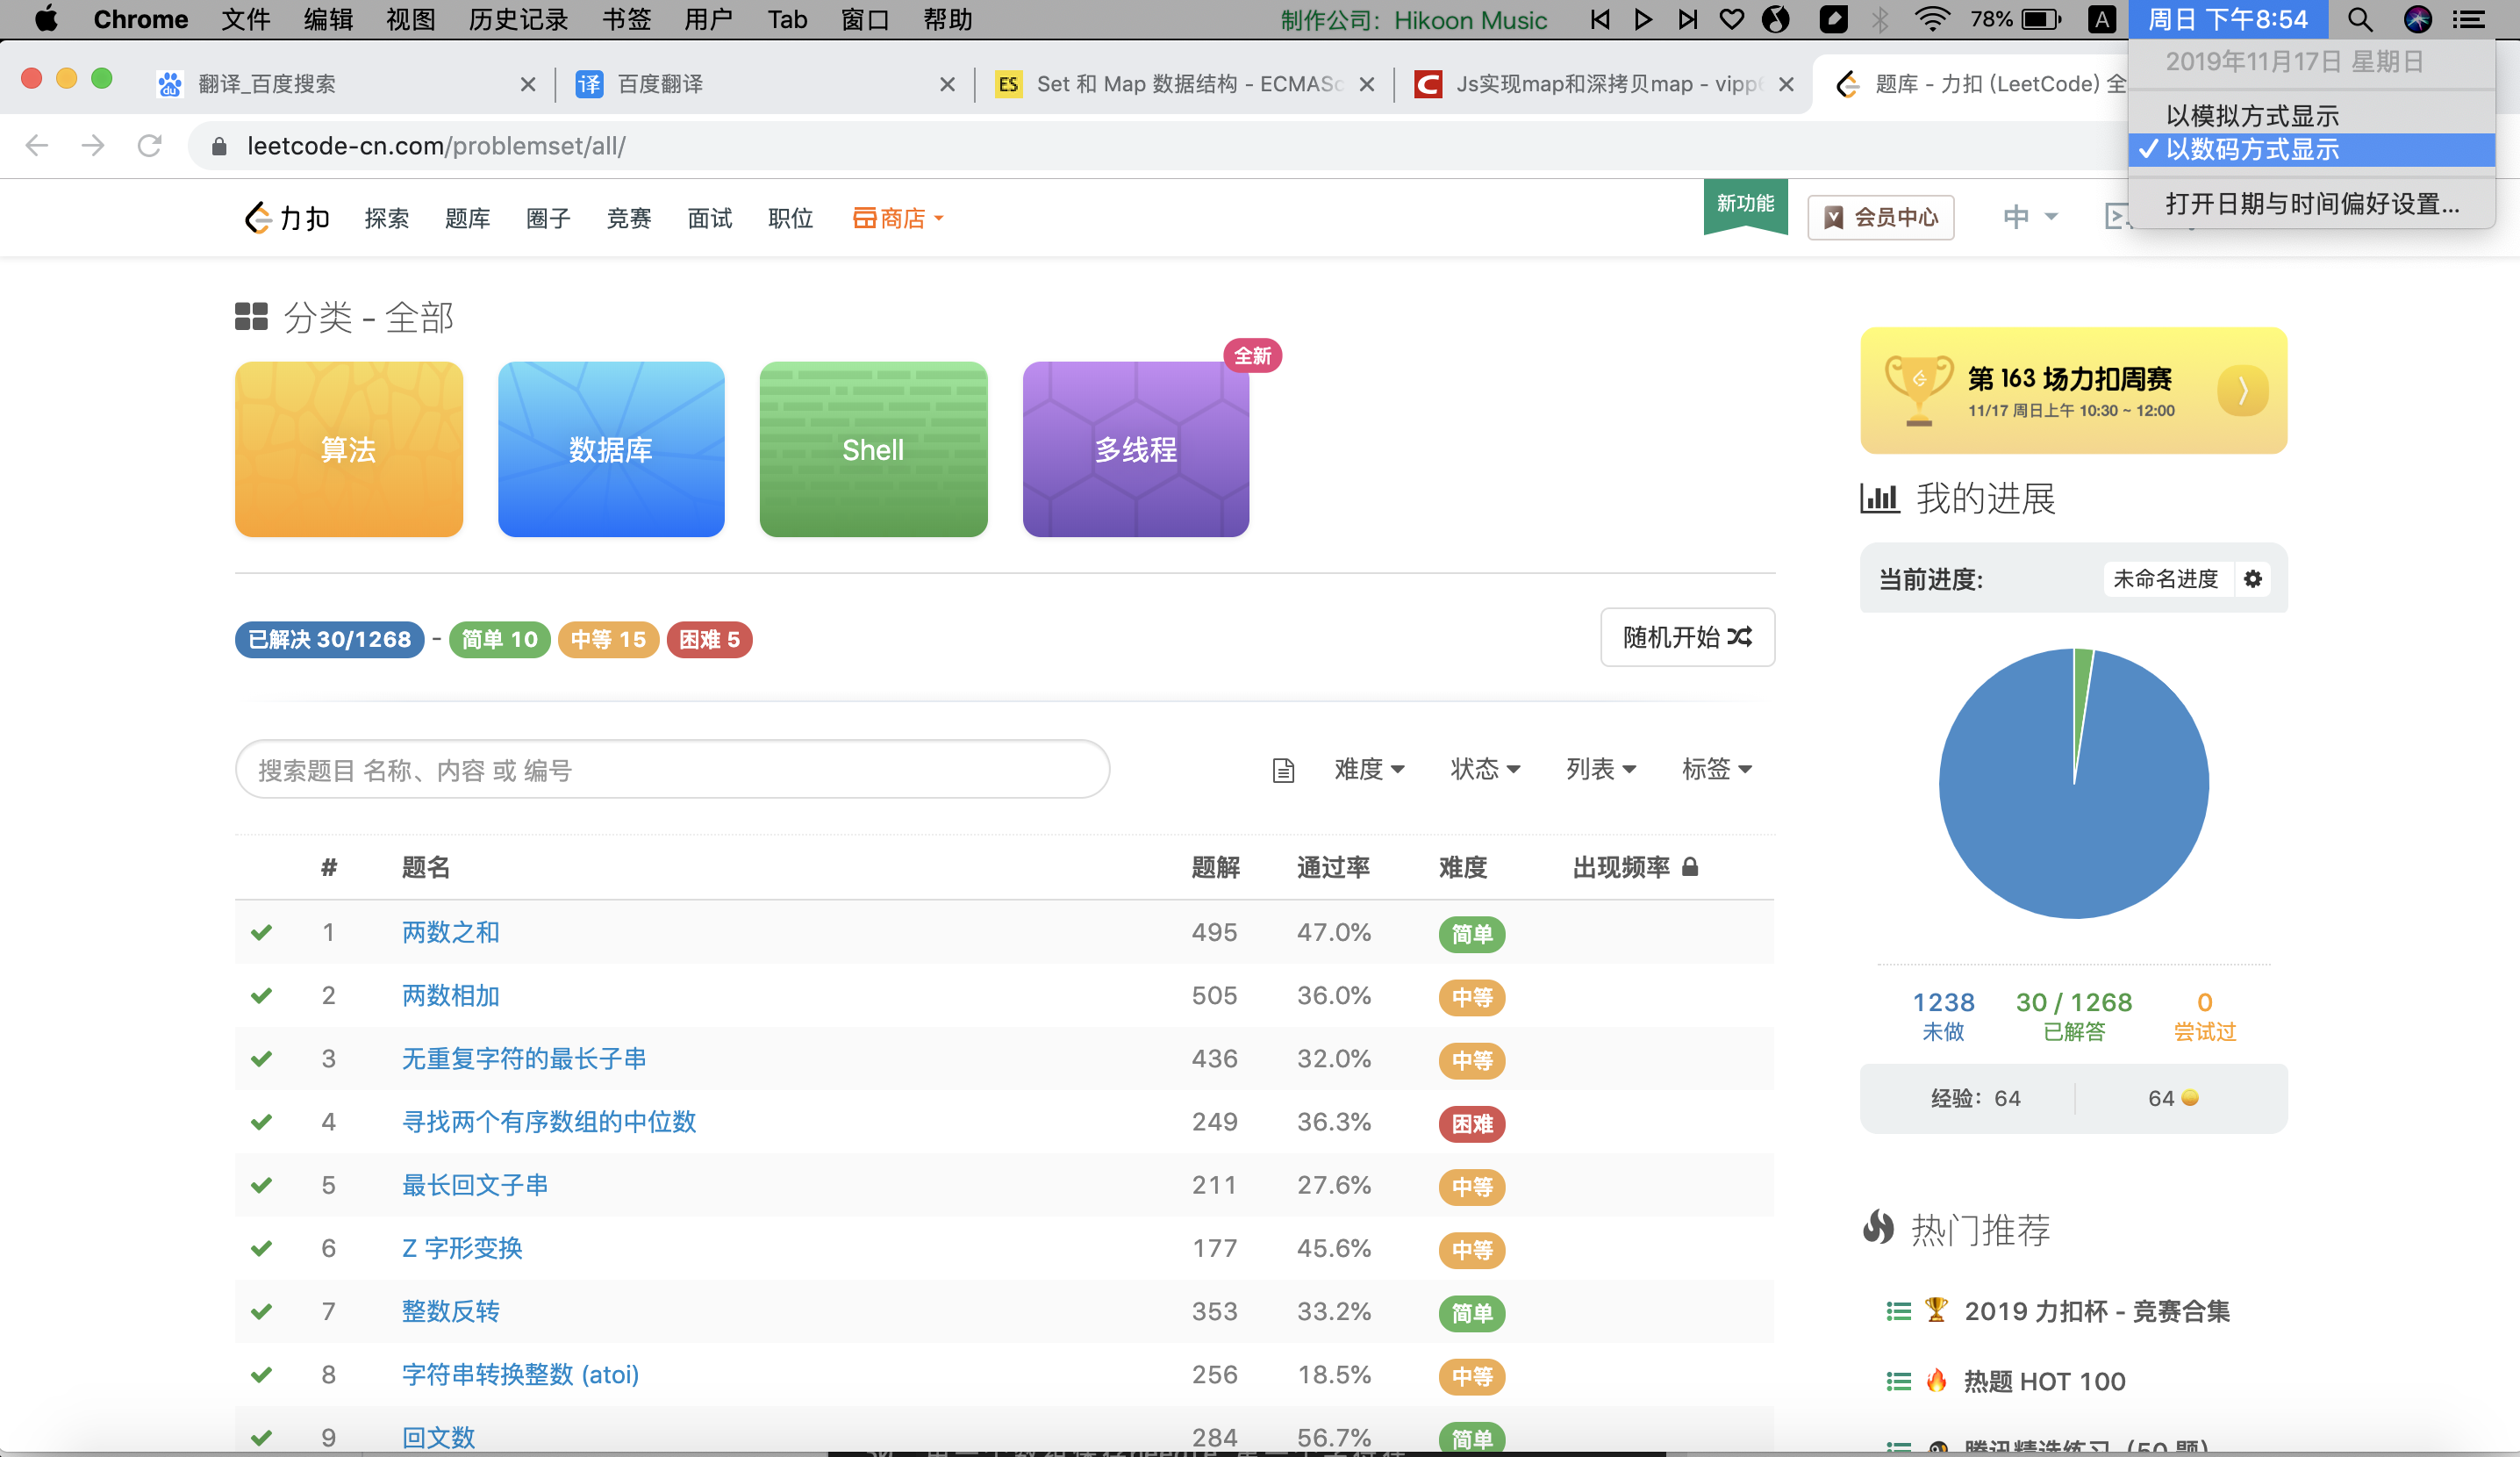 Chrome 文件 编辑 视图 历史记录 书签 用户 Tab 窗口 帮助 制作公司：Hikoon Music 78% A 周日 下午8:54
2019年11月17日 星期日
以模拟方式显示
✓ 以数码方式显示
打开日期与时间偏好设置...
翻译_百度搜索
译 百度翻译
ES Set 和 Map 数据结构 - ECMASc
C Js实现map和深拷贝map - vipp
题库 - 力扣 (LeetCode) 全
leetcode-cn.com/problemset/all/
力扣 探索 题库 圈子 竞赛 面试 职位 商店 新功能 会员中心 中
分类 - 全部
算法
数据库
Shell
多线程
全新
已解决 30/1268 - 简单 10 中等 15 困难 5
随机开始
搜索题目 名称、内容 或 编号
难度 状态 列表 标签
# 题名 题解 通过率 难度 出现频率
1 两数之和 495 47.0% 简单
2 两数相加 505 36.0% 中等
3 无重复字符的最长子串 436 32.0% 中等
4 寻找两个有序数组的中位数 249 36.3% 困难
5 最长回文子串 211 27.6% 中等
6 Z 字形变换 177 45.6% 中等
7 整数反转 353 33.2% 简单
8 字符串转换整数 (atoi) 256 18.5% 中等
9 回文数 284 56.7% 简单
第 163 场力扣周赛
11/17 周日上午 10:30 ~ 12:00
我的进展
当前进度: 未命名进度
1238 30 / 1268 0
未做 已解答 尝试过
经验：64 64
热门推荐
2019 力扣杯 - 竞赛合集
热题 HOT 100
腾讯精选练习（50 题）